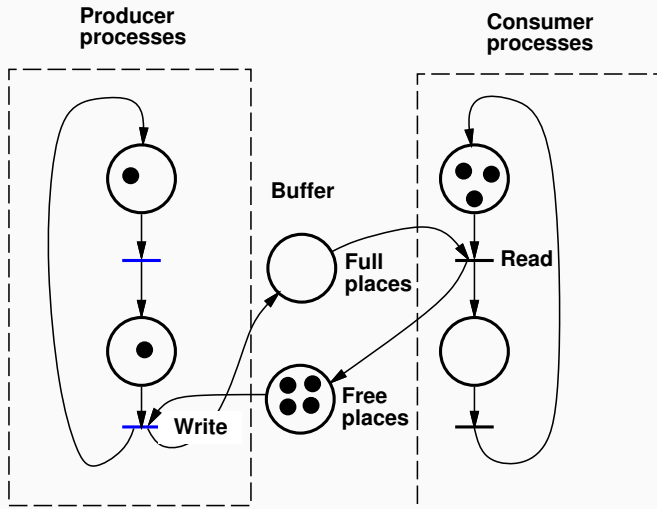 Producer
processes
Consumer
processes
Buffer
Full
places
Read
Free
places
Write